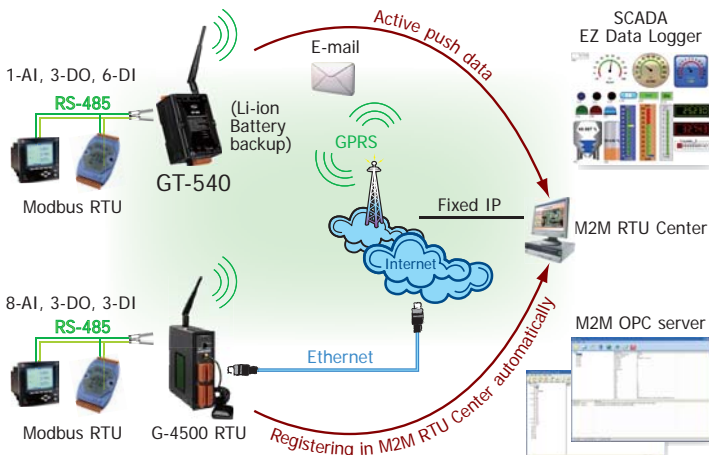 SCADA
EZ Data Logger
Active push data
E-mail
1-AI, 3-DO, 6-DI
RS-485
(Li-ion
Battery
backup)
GPRS
GT-540
Modbus RTU
Fixed IP
M2M RTU Center
Internet
8-AI, 3-DO, 3-DI
RS-485
Ethernet
M2M OPC server
Modbus RTU
G-4500 RTU
Registering in M2M RTU Center automatically